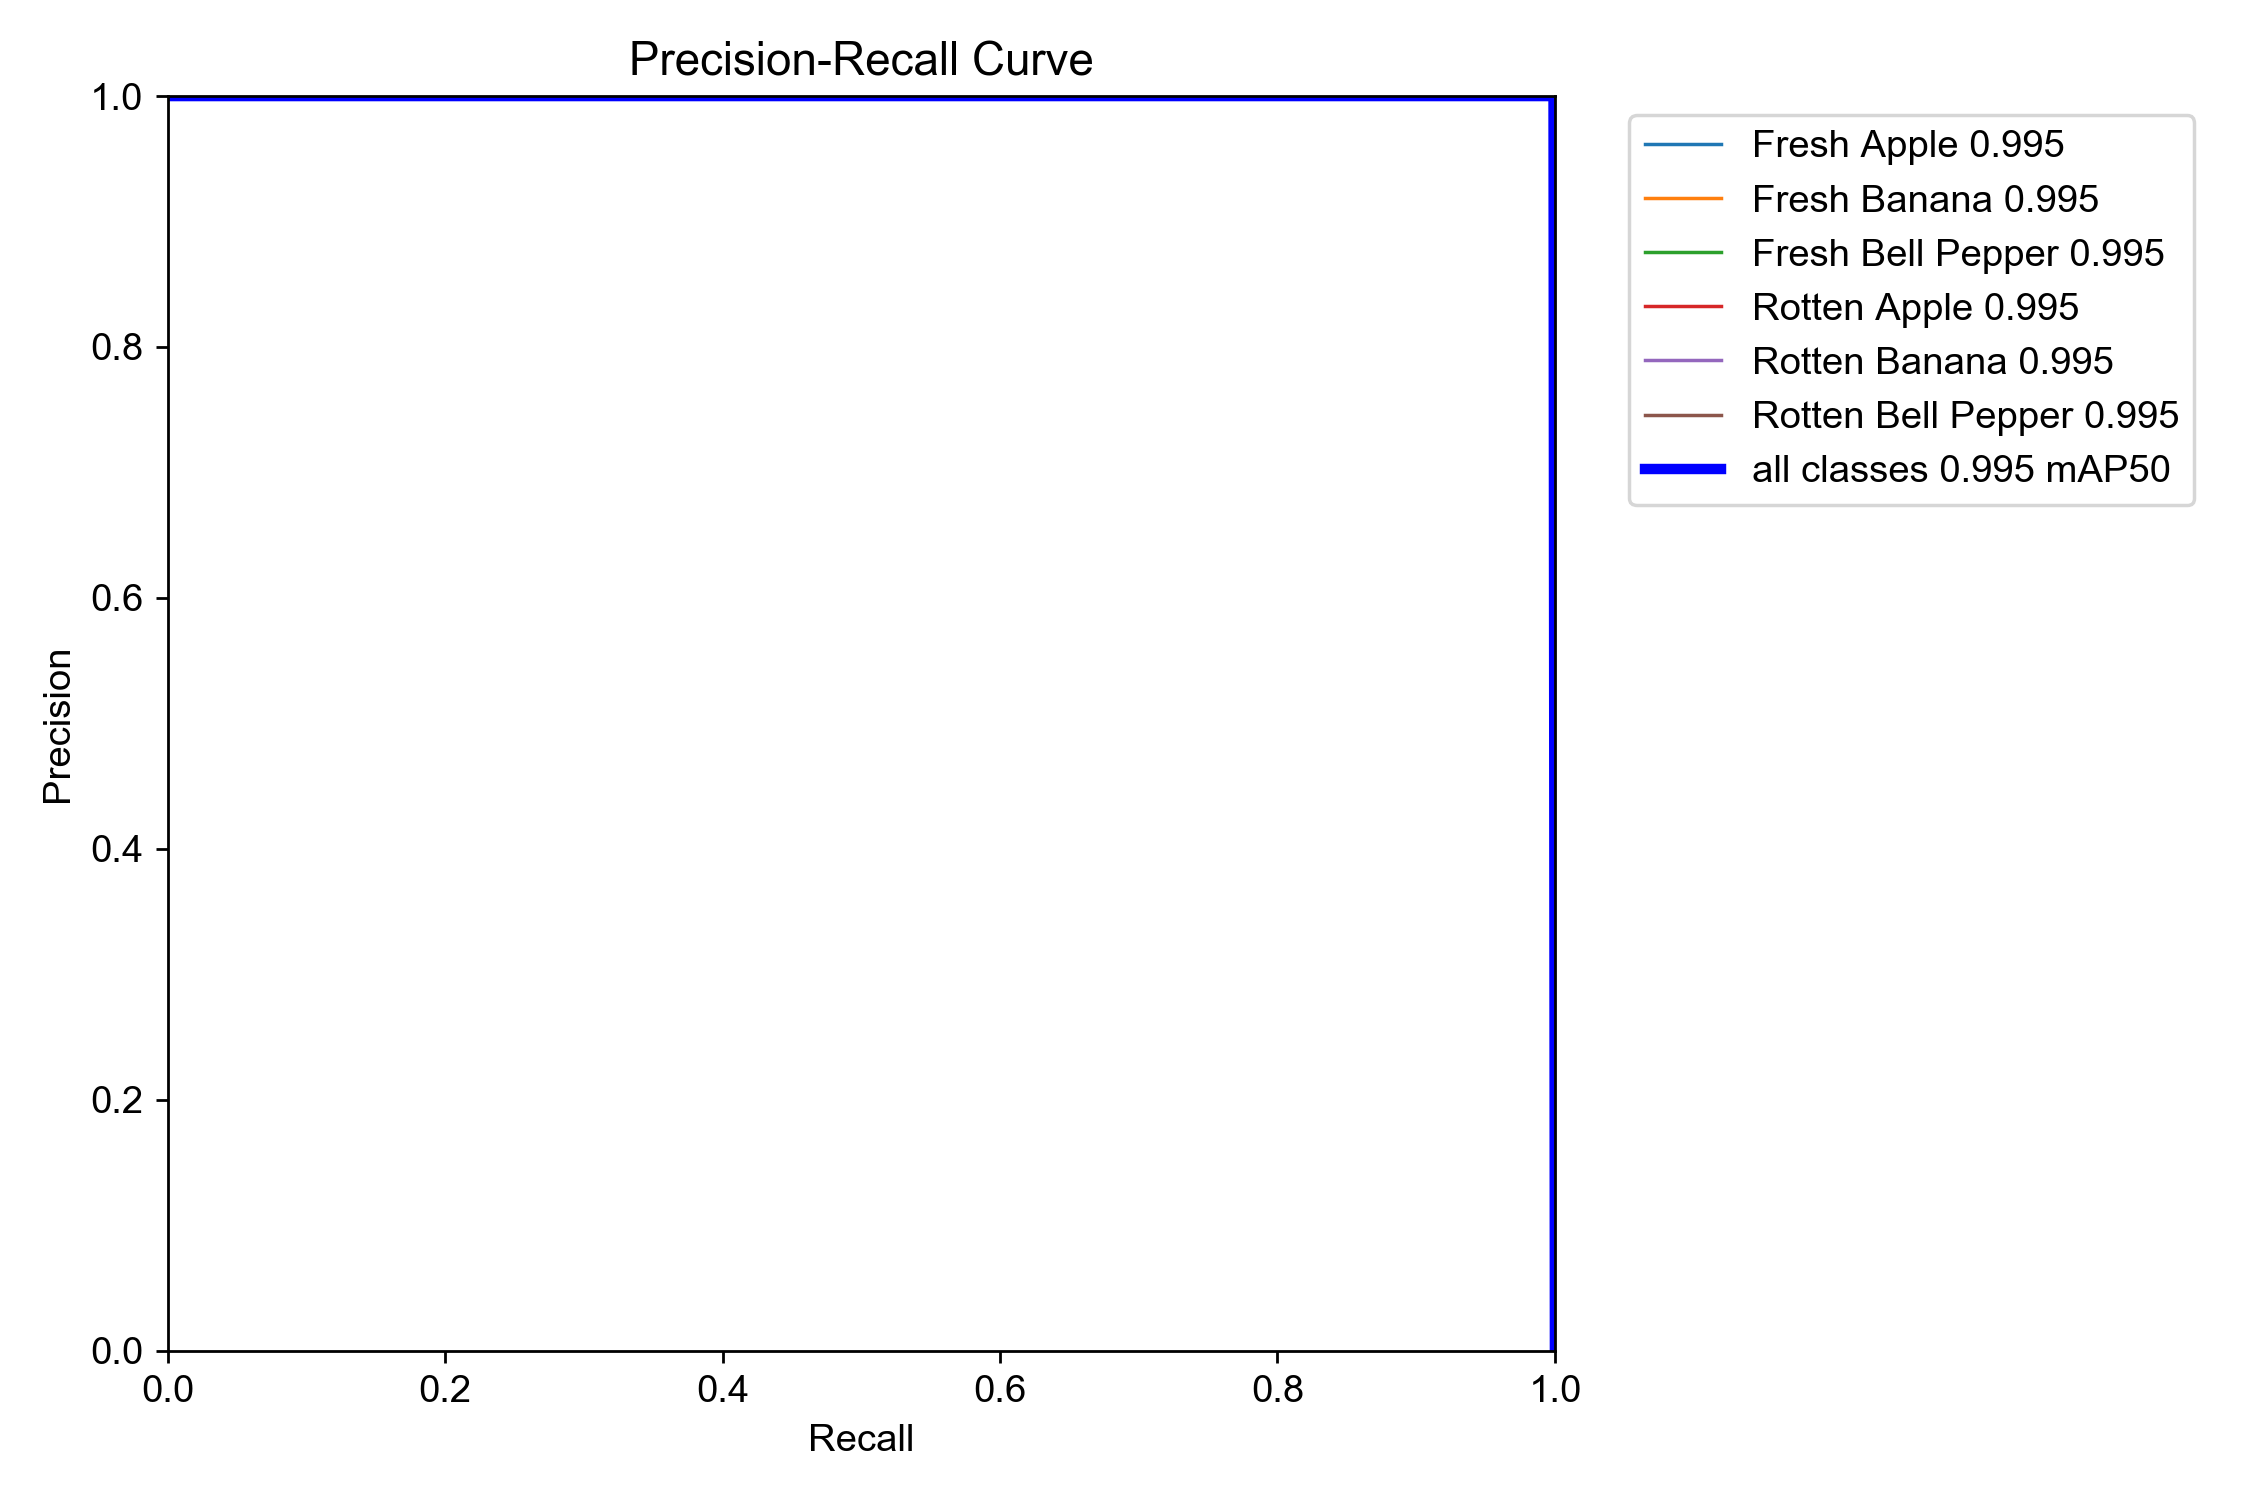 Precision-Recall Curve
1.0
0.8
0.6
0.4
0.2
0.0
Precision
0.0 0.2 0.4 0.6 0.8 1.0
Recall
Fresh Apple 0.995
Fresh Banana 0.995
Fresh Bell Pepper 0.995
Rotten Apple 0.995
Rotten Banana 0.995
Rotten Bell Pepper 0.995
all classes 0.995 mAP50